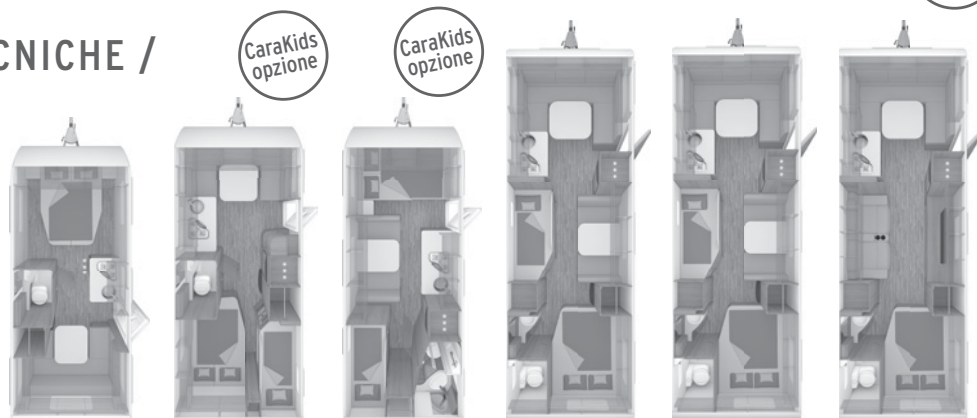 CNICHE /
CaraKids
opzione
CaraKids
opzione